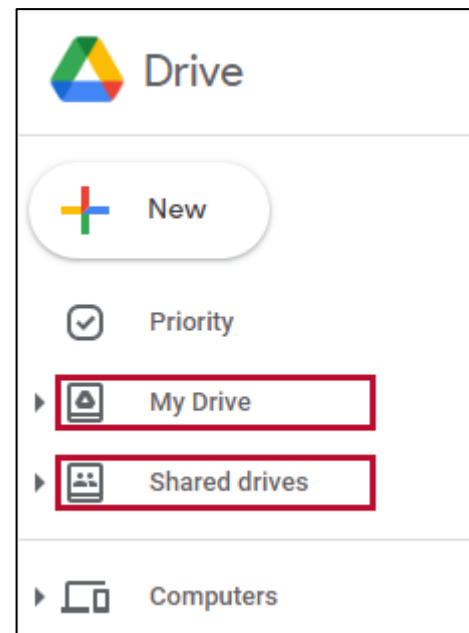 Drive
New
Priority
My Drive
Shared drives
Computers